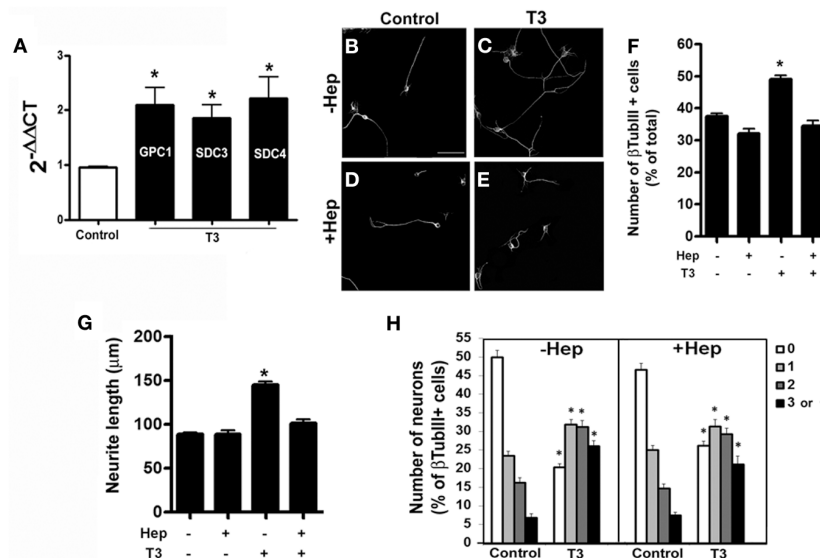 A
2-ΔΔCT
3
2
1
0
*
*
*
GPC1
SDC3
SDC4
Control
T3
Control
T3
-Hep
+Hep
B
C
D
E
F
Number of βTubIII + cells
(% of total)
60
50
40
30
20
10
0
*
Hep - + - +
T3 - - + +
G
Neurite length (µm)
200
150
100
50
0
*
Hep - + - +
T3 - - + +
H
Number of neurons
(% of βTubIII+ cells)
55
50
45
40
35
30
25
20
15
10
5
0
-Hep
+Hep
* * * *
* * * *
Control
T3
Control
T3
0
1
2
3 or